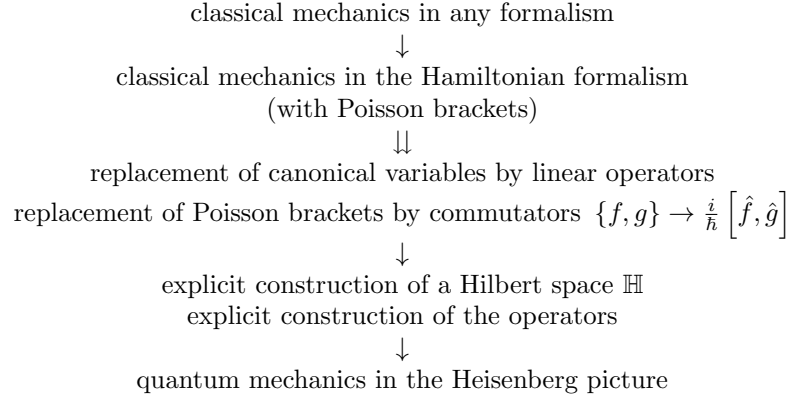 classical mechanics in any formalism
↓
classical mechanics in the Hamiltonian formalism
(with Poisson brackets)
⇊
replacement of canonical variables by linear operators
replacement of Poisson brackets by commutators {f, g} → i/ħ [f̂, ĝ]
↓
explicit construction of a Hilbert space ℍ
explicit construction of the operators
↓
quantum mechanics in the Heisenberg picture